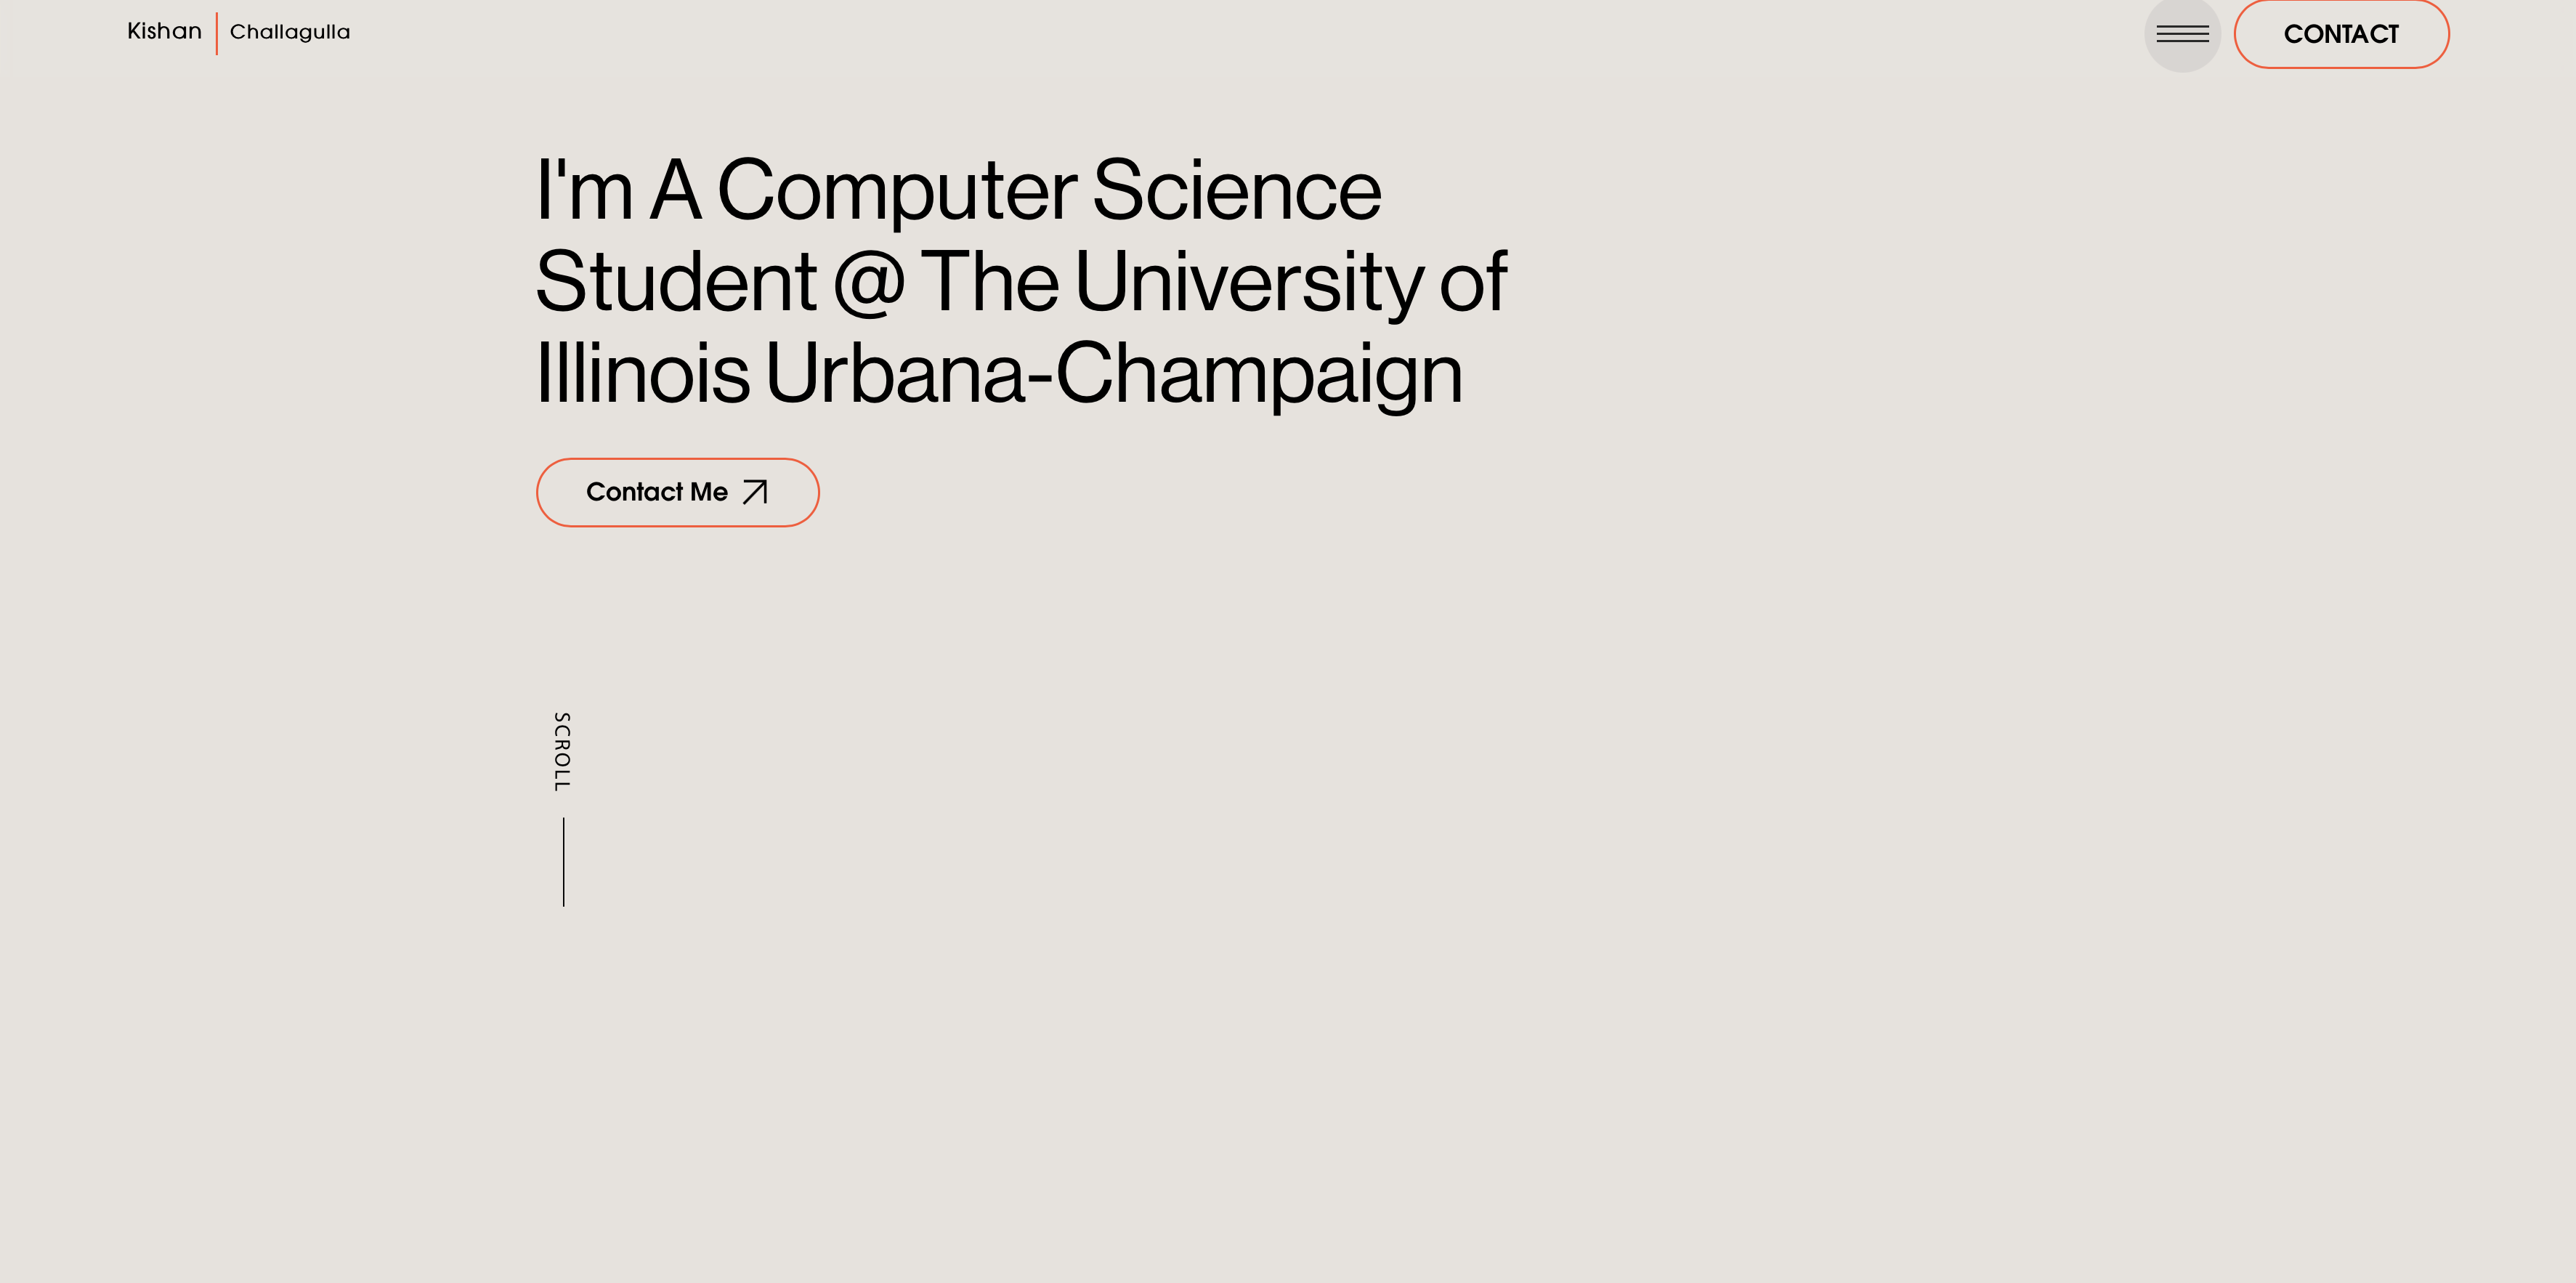 Kishan Challagulla
CONTACT
I'm A Computer Science
Student @ The University of
Illinois Urbana-Champaign
Contact Me
SCROLL